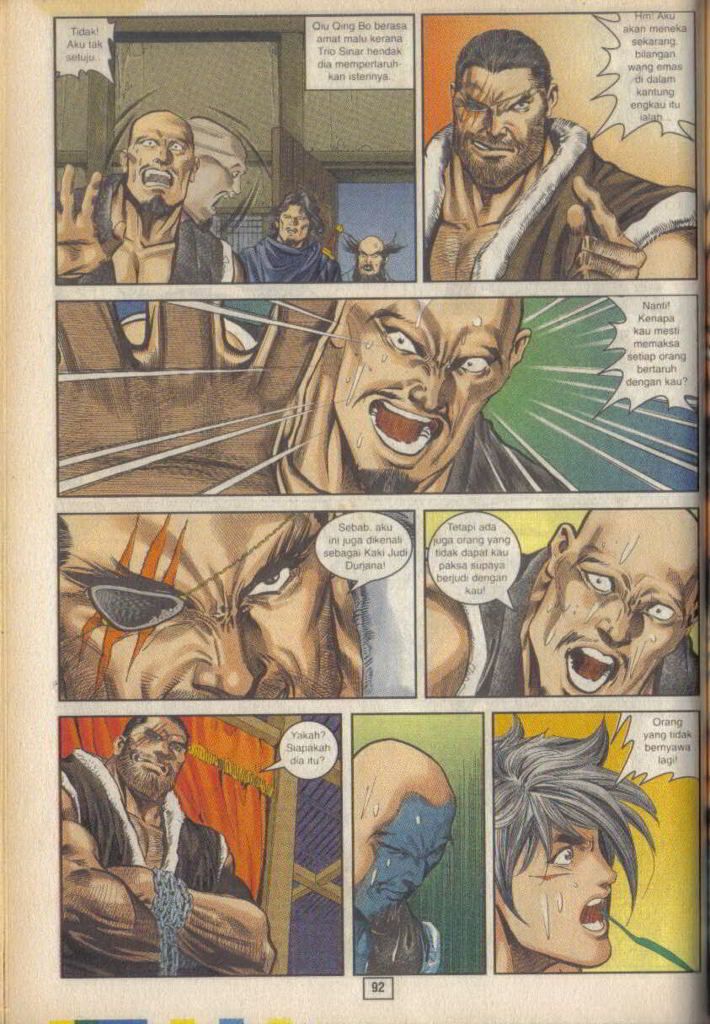 Tidak!
Aku tak
setuju...
Qiu Qing Bo berasa
amat malu kerana
Trio Sinar hendak
dia mempertaruh-
kan isterinya.
Hm! Aku
akan meneka
sekarang,
bilangan
wang emas
di dalam
kantung
engkau itu
ialah...
Nanti!
Kenapa
kau mesti
memaksa
setiap orang
bertaruh
dengan kau?
Sebab, aku
ini juga dikenali
sebagai Kaki Judi
Durjana!
Tetapi ada
juga orang yang
tidak dapat kau
paksa supaya
berjudi dengan
kau!
Yakah?
Siapakah
dia itu?
Orang
yang tidak
bernyawa
lagi!
92